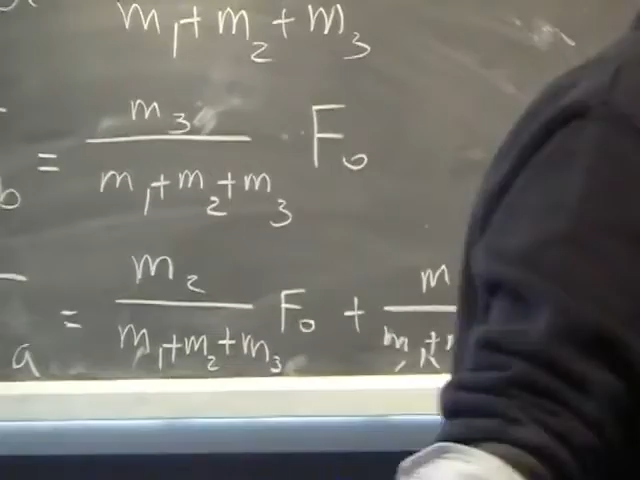 m₁+m₂+m₃
b = m₃ / m₁+m₂+m₃ F₀
a = m₂ / m₁+m₂+m₃ F₀ + m / m₁+